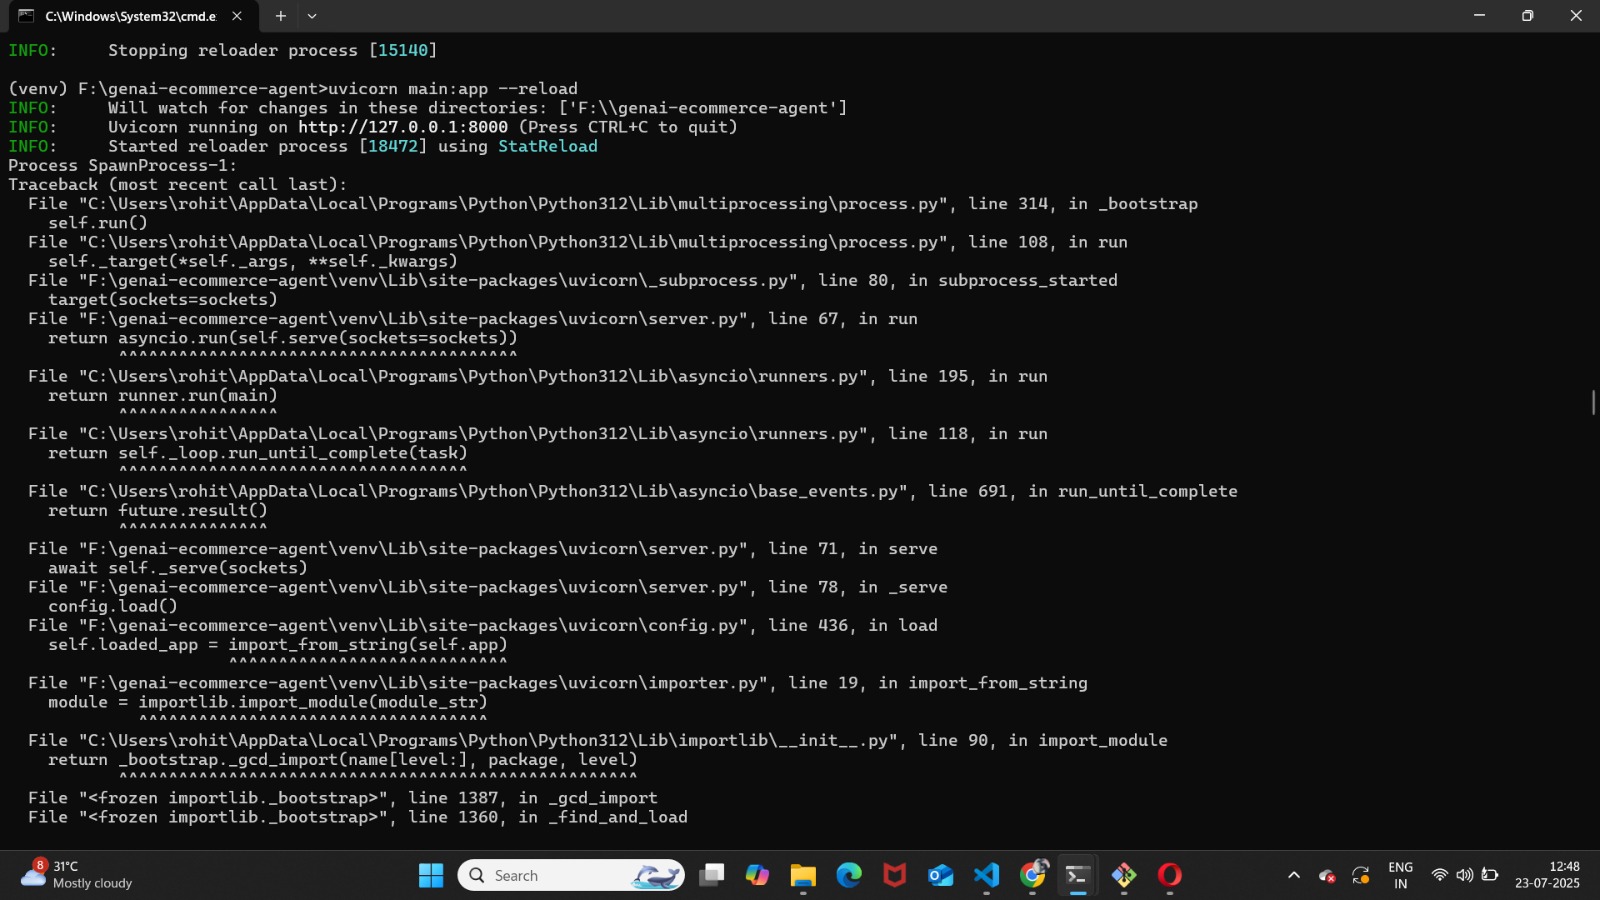 C:\Windows\System32\cmd.e
INFO:     Stopping reloader process [15140]
(venv) F:\genai-ecommerce-agent>uvicorn main:app --reload
INFO:     Will watch for changes in these directories: ['F:\\genai-ecommerce-agent']
INFO:     Uvicorn running on http://127.0.0.1:8000 (Press CTRL+C to quit)
INFO:     Started reloader process [18472] using StatReload
Process SpawnProcess-1:
Traceback (most recent call last):
  File "C:\Users\rohit\AppData\Local\Programs\Python\Python312\Lib\multiprocessing\process.py", line 314, in _bootstrap
    self.run()
  File "C:\Users\rohit\AppData\Local\Programs\Python\Python312\Lib\multiprocessing\process.py", line 108, in run
    self._target(*self._args, **self._kwargs)
  File "F:\genai-ecommerce-agent\venv\Lib\site-packages\uvicorn\_subprocess.py", line 80, in subprocess_started
    target(sockets=sockets)
  File "F:\genai-ecommerce-agent\venv\Lib\site-packages\uvicorn\server.py", line 67, in run
    return asyncio.run(self.serve(sockets=sockets))
           ^^^^^^^^^^^^^^^^^^^^^^^^^^^^^^^^^^^^^^^^
  File "C:\Users\rohit\AppData\Local\Programs\Python\Python312\Lib\asyncio\runners.py", line 195, in run
    return runner.run(main)
           ^^^^^^^^^^^^^^^^
  File "C:\Users\rohit\AppData\Local\Programs\Python\Python312\Lib\asyncio\runners.py", line 118, in run
    return self._loop.run_until_complete(task)
           ^^^^^^^^^^^^^^^^^^^^^^^^^^^^^^^^^^^
  File "C:\Users\rohit\AppData\Local\Programs\Python\Python312\Lib\asyncio\base_events.py", line 691, in run_until_complete
    return future.result()
           ^^^^^^^^^^^^^^^
  File "F:\genai-ecommerce-agent\venv\Lib\site-packages\uvicorn\server.py", line 71, in serve
    await self._serve(sockets)
  File "F:\genai-ecommerce-agent\venv\Lib\site-packages\uvicorn\server.py", line 78, in _serve
    config.load()
  File "F:\genai-ecommerce-agent\venv\Lib\site-packages\uvicorn\config.py", line 436, in load
    self.loaded_app = import_from_string(self.app)
                      ^^^^^^^^^^^^^^^^^^^^^^^^^^^^
  File "F:\genai-ecommerce-agent\venv\Lib\site-packages\uvicorn\importer.py", line 19, in import_from_string
    module = importlib.import_module(module_str)
             ^^^^^^^^^^^^^^^^^^^^^^^^^^^^^^^^^^^
  File "C:\Users\rohit\AppData\Local\Programs\Python\Python312\Lib\importlib\__init__.py", line 90, in import_module
    return _bootstrap._gcd_import(name[level:], package, level)
           ^^^^^^^^^^^^^^^^^^^^^^^^^^^^^^^^^^^^^^^^^^^^^^^^^^^^
  File "<frozen importlib._bootstrap>", line 1387, in _gcd_import
  File "<frozen importlib._bootstrap>", line 1360, in _find_and_load
8
31°C
Mostly cloudy
Search
ENG
IN
12:48
23-07-2025